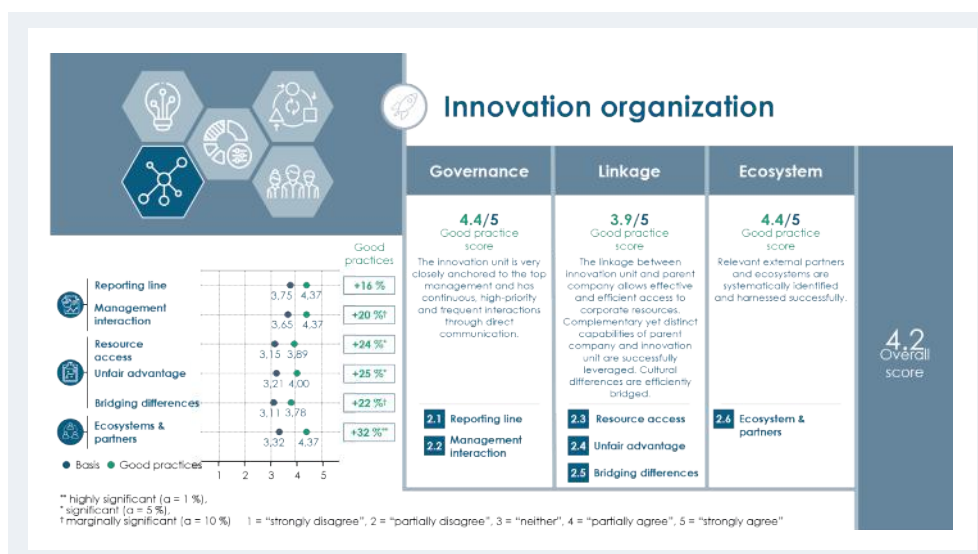 Innovation organization
Good
practices
Reporting line
3,75 4,37
+16 %
Management
interaction
3,65 4,37
+20 %†
Resource
access
3,15 3,89
+24 %*
Unfair advantage
3,21 4,00
+25 %*
Bridging differences
3,11 3,78
+22 %†
Ecosystems &
partners
3,32 4,37
+32 %**
Basis Good practices
1 2 3 4 5
Governance
4.4/5
Good practice
score
The innovation unit is very
closely anchored to the top
management and has
continuous, high-priority
and frequent interactions
through direct
communication.
2.1 Reporting line
2.2 Management
interaction
Linkage
3.9/5
Good practice
score
The linkage between
innovation unit and parent
company allows effective
and efficient access to
corporate resources.
Complementary yet distinct
capabilities of parent
company and innovation
unit are successfully
leveraged. Cultural
differences are efficiently
bridged.
2.3 Resource access
2.4 Unfair advantage
2.5 Bridging differences
Ecosystem
4.4/5
Good practice
score
Relevant external partners
and ecosystems are
systematically identified
and harnessed successfully.
2.6 Ecosystem &
partners
4.2
Overall
score
** highly significant (α = 1 %),
* significant (α = 5 %),
† marginally significant (α = 10 %) 1 = “strongly disagree”, 2 = “partially disagree”, 3 = “neither”, 4 = “partially agree”, 5 = “strongly agree”